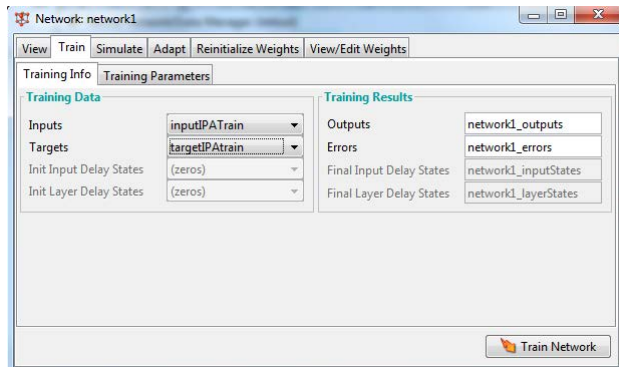 Network: network1
View Train Simulate Adapt Reinitialize Weights View/Edit Weights
Training Info Training Parameters
Training Data
Inputs inputIPATrain
Targets targetIPAtrain
Init Input Delay States (zeros)
Init Layer Delay States (zeros)
Training Results
Outputs network1_outputs
Errors network1_errors
Final Input Delay States network1_inputStates
Final Layer Delay States network1_layerStates
Train Network